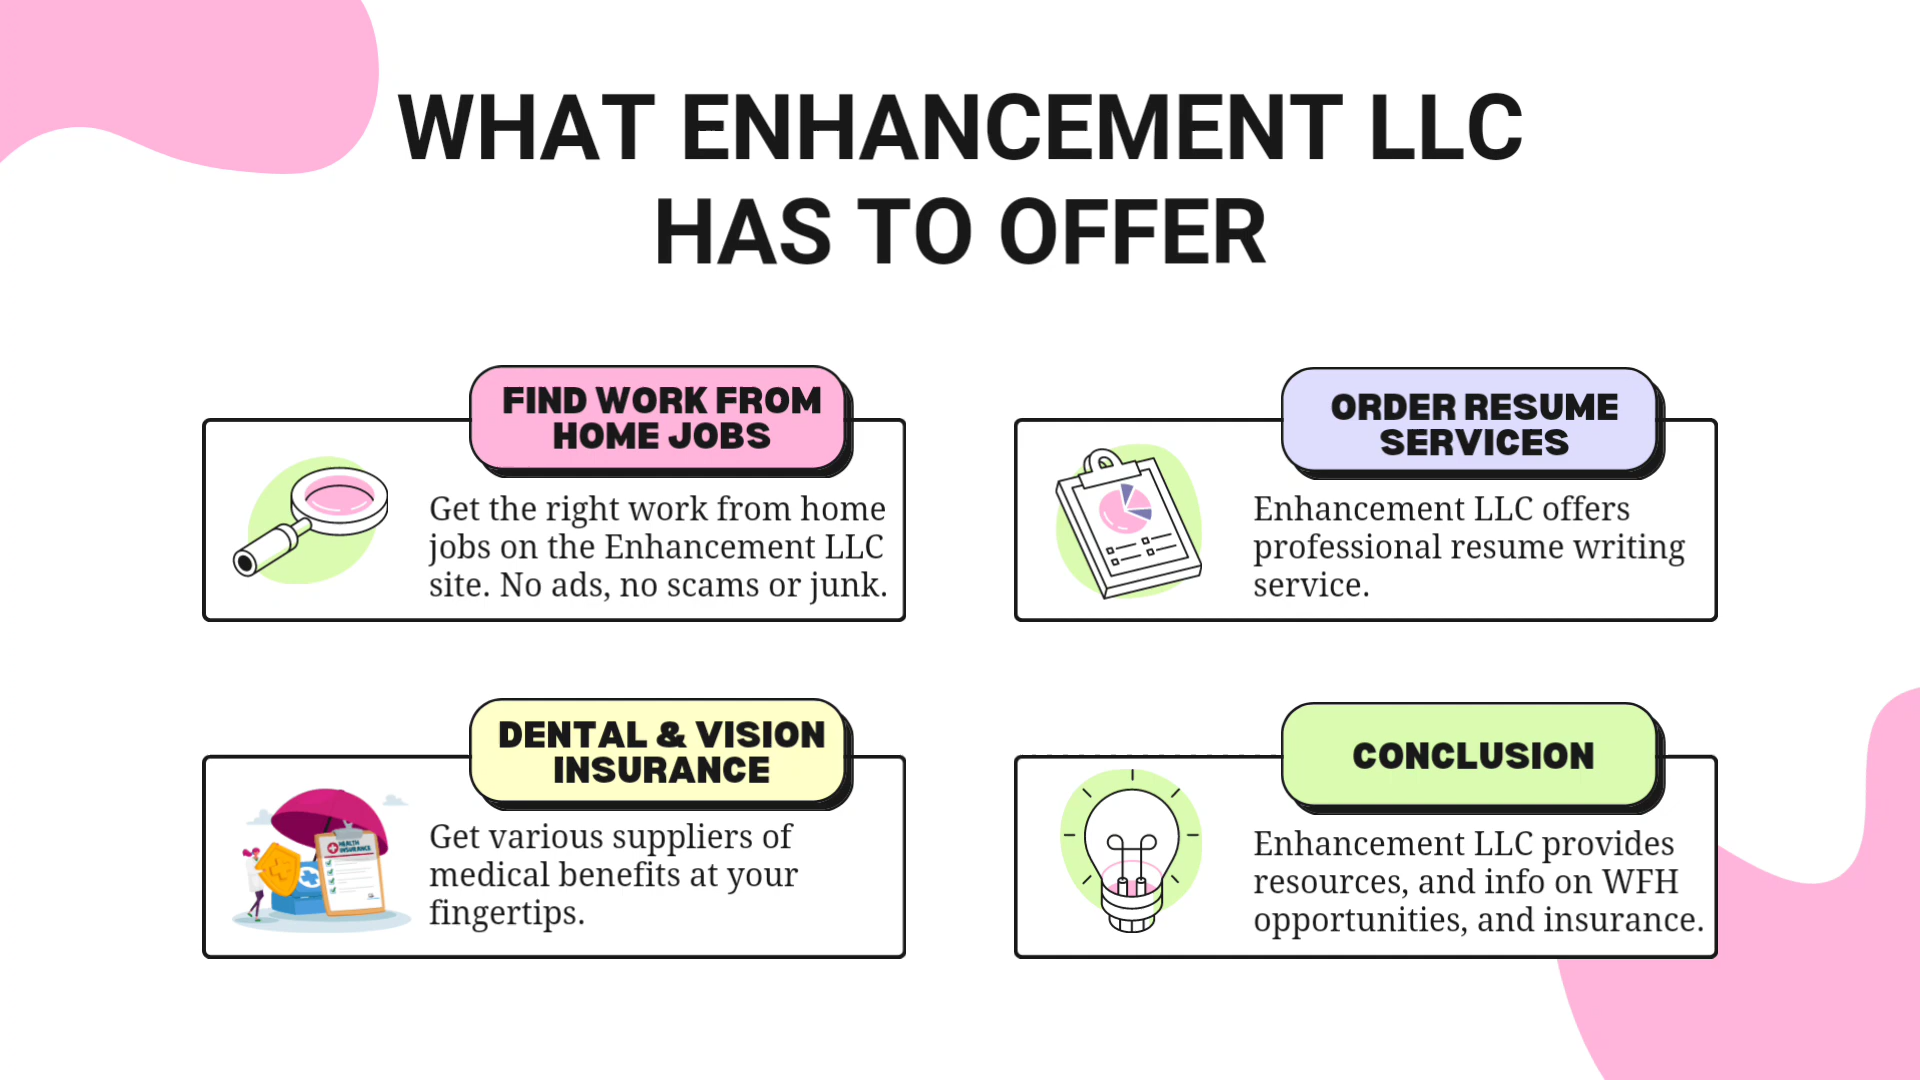 WHAT ENHANCEMENT LLC
HAS TO OFFER
FIND WORK FROM
HOME JOBS
Get the right work from home
jobs on the Enhancement LLC
site. No ads, no scams or junk.
ORDER RESUME
SERVICES
Enhancement LLC offers
professional resume writing
service.
DENTAL & VISION
INSURANCE
HEALTH
INSURANCE
Get various suppliers of
medical benefits at your
fingertips.
CONCLUSION
Enhancement LLC provides
resources, and info on WFH
opportunities, and insurance.